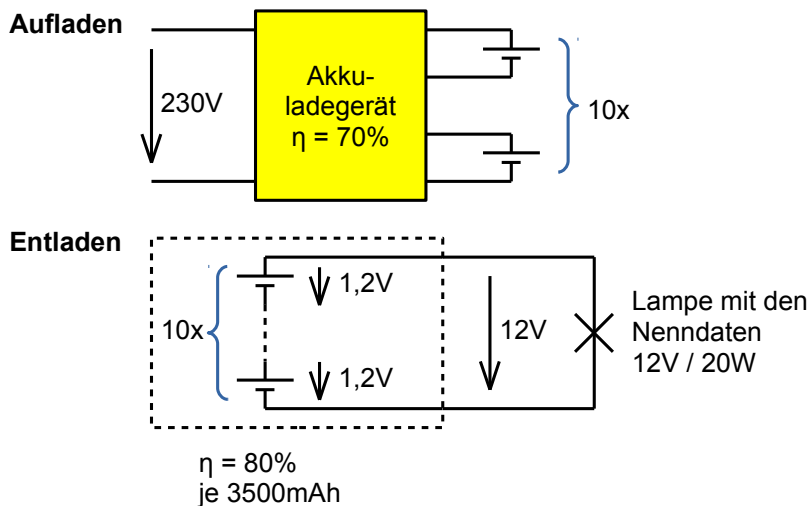 Aufladen
230V
Akku-
ladegerät
η = 70%
10x
Entladen
10x
1,2V
1,2V
12V
Lampe mit den
Nenndaten
12V / 20W
η = 80%
je 3500mAh